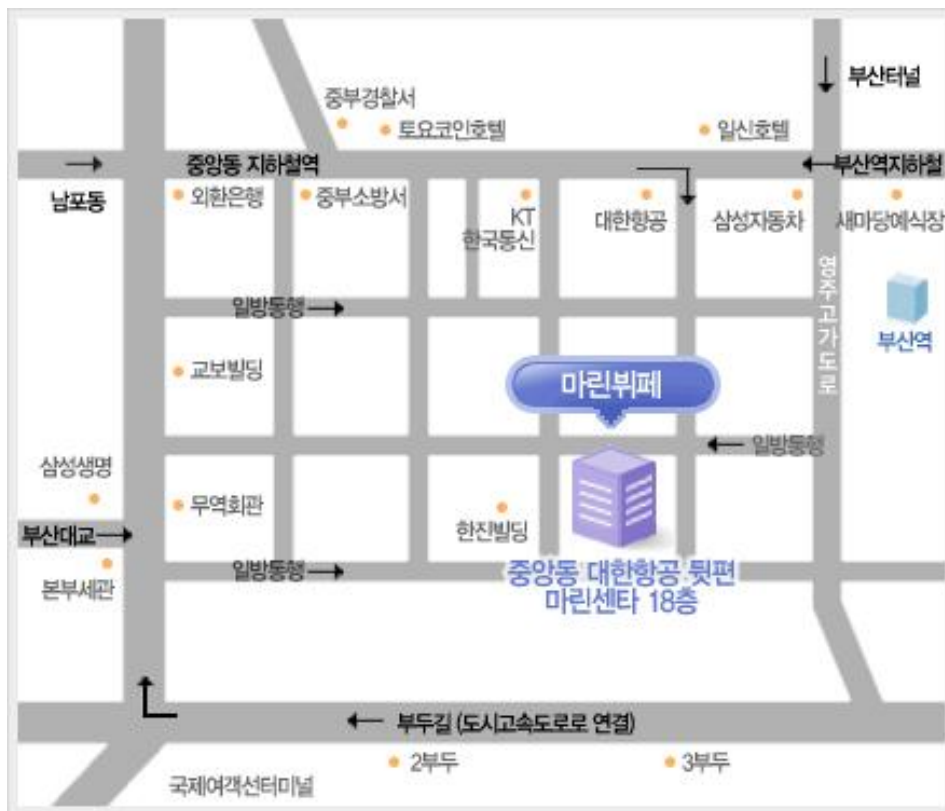 부산터널
중부경찰서
토요코인호텔
일신호텔
중앙동 지하철역
부산역지하철
남포동
외환은행
중부소방서
KT
한국통신
대한항공
삼성자동차
새마당예식장
영주고가도로
일방통행
부산역
교보빌딩
마린뷔페
일방통행
삼성생명
무역회관
한진빌딩
부산대교
본부세관
일방통행
중앙동 대한항공 뒷편
마린센타 18층
부두길 (도시고속도로로 연결)
2부두
3부두
국제여객선터미널